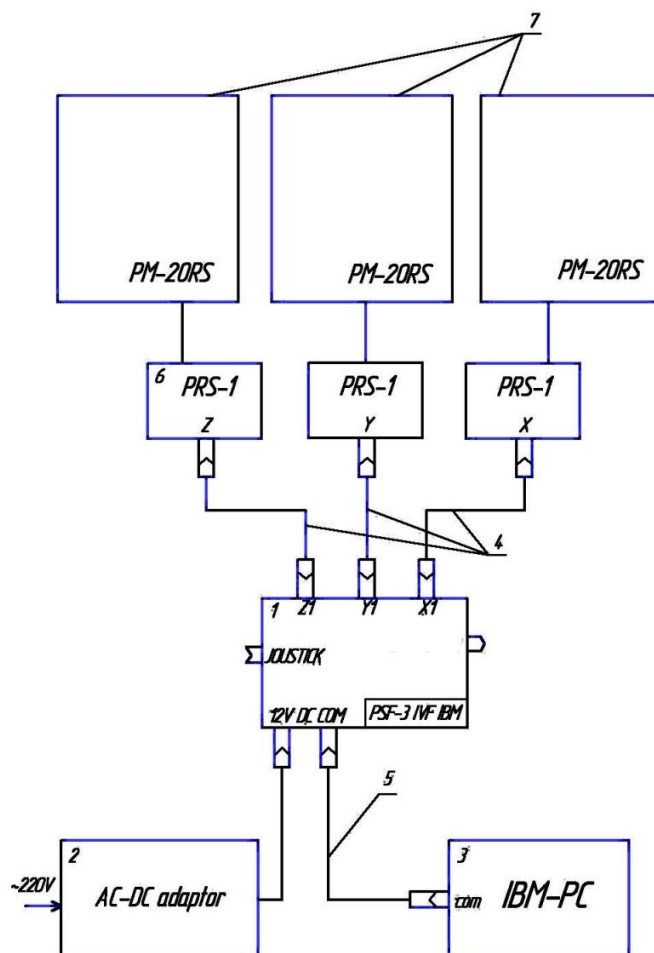 7
PM-20RS
PM-20RS
PM-20RS
6
PRS-1
Z
PRS-1
Y
PRS-1
X
4
1
Z1
Y1
X1
JOUSTICK
12V DC COM
PSF-3 IVF IBM
5
2
~220V
AC-DC adaptor
3
com
IBM-PC